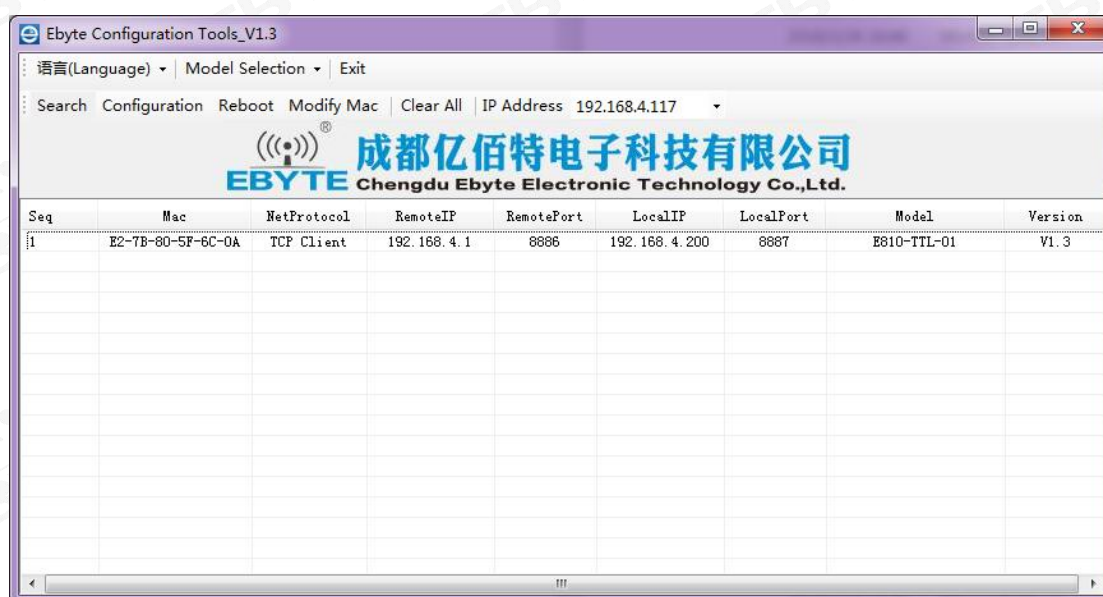 Ebyte Configuration Tools_V1.3
语言(Language) Model Selection Exit
Search Configuration Reboot Modify Mac Clear All IP Address 192.168.4.117
®
成都亿佰特电子科技有限公司
EBYTE Chengdu Ebyte Electronic Technology Co.,Ltd.
Seq Mac NetProtocol RemoteIP RemotePort LocalIP LocalPort Model Version
1 E2-7B-80-5F-6C-0A TCP Client 192.168.4.1 8886 192.168.4.200 8887 E810-TTL-01 V1.3